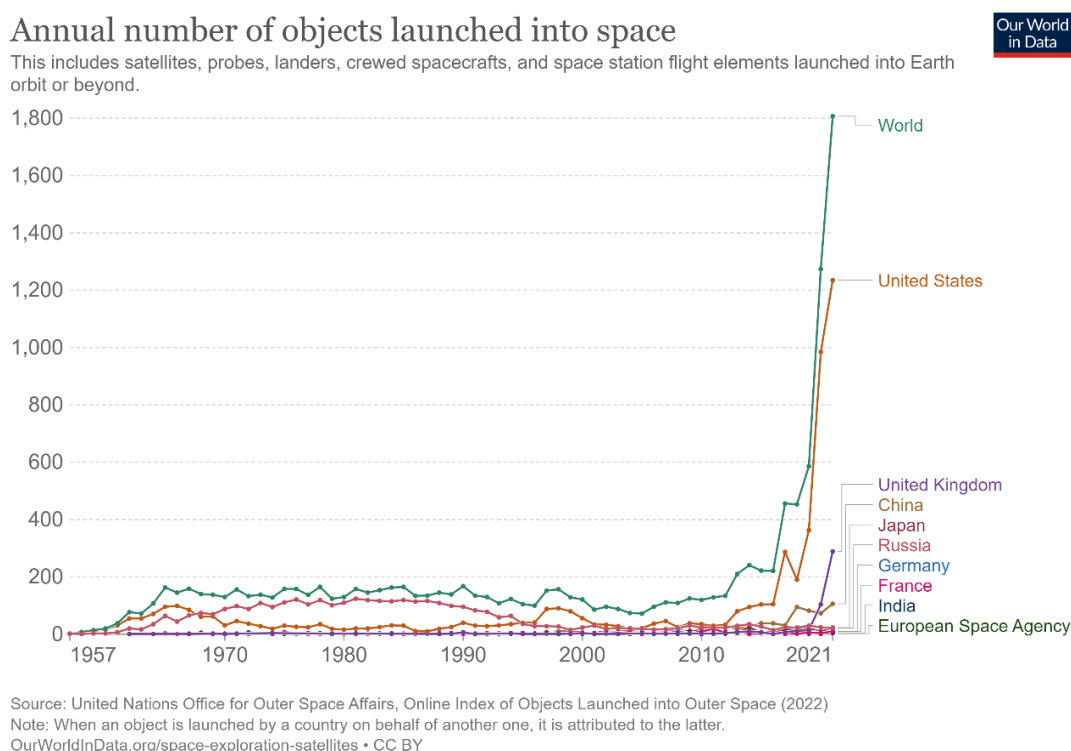 Annual number of objects launched into space
Our World
in Data
This includes satellites, probes, landers, crewed spacecrafts, and space station flight elements launched into Earth
orbit or beyond.
1,800
World
1,600
1,400
1,200
United States
1,000
800
600
United Kingdom
China
400
Japan
Russia
Germany
200
France
India
European Space Agency
0
1957
1970
1980
1990
2000
2010
2021
Source: United Nations Office for Outer Space Affairs, Online Index of Objects Launched into Outer Space (2022)
Note: When an object is launched by a country on behalf of another one, it is attributed to the latter.
OurWorldInData.org/space-exploration-satellites • CC BY